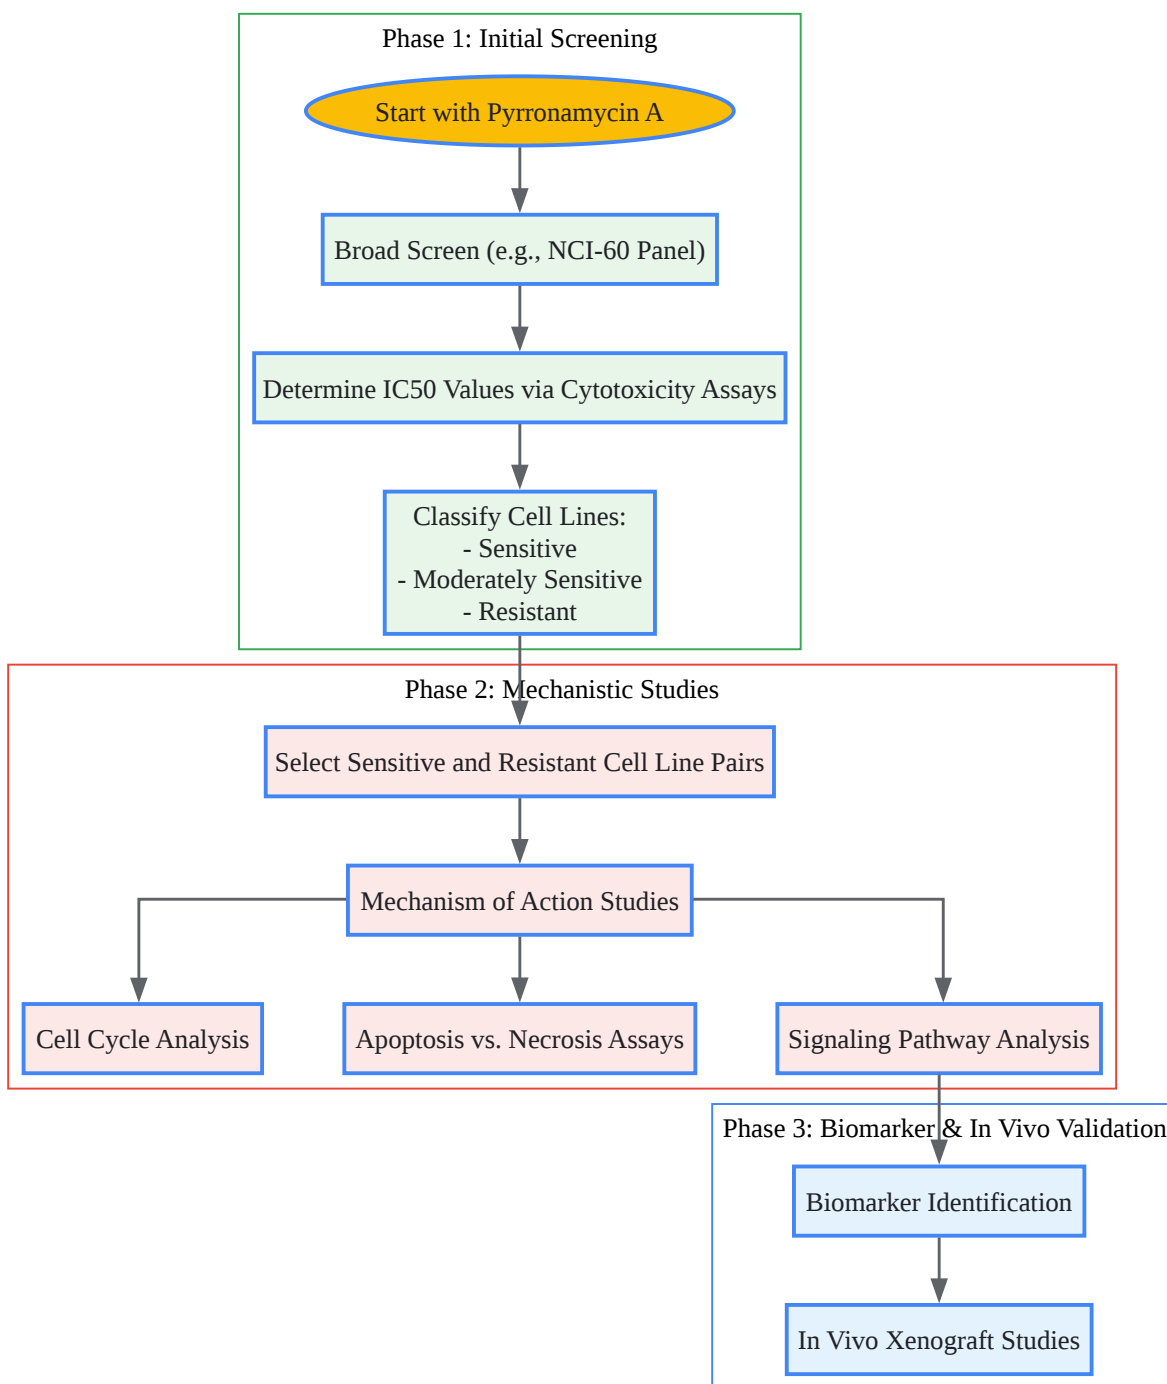 Phase 1: Initial Screening
Start with Pyrronamycin A
Broad Screen (e.g., NCI-60 Panel)
Determine IC50 Values via Cytotoxicity Assays
Classify Cell Lines:
- Sensitive
- Moderately Sensitive
- Resistant
Phase 2: Mechanistic Studies
Select Sensitive and Resistant Cell Line Pairs
Mechanism of Action Studies
Cell Cycle Analysis
Apoptosis vs. Necrosis Assays
Signaling Pathway Analysis
Phase 3: Biomarker & In Vivo Validation
Biomarker Identification
In Vivo Xenograft Studies